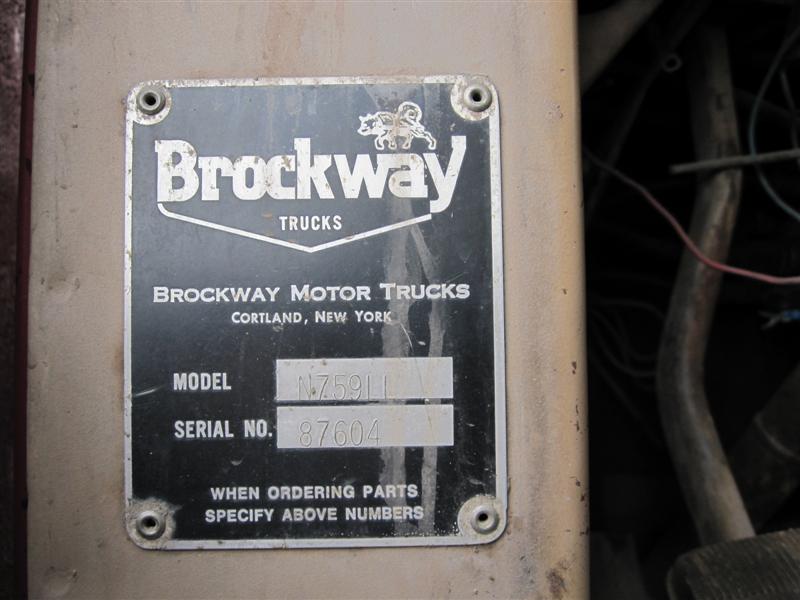 Brockway
TRUCKS
BROCKWAY MOTOR TRUCKS
CORTLAND, NEW YORK
MODEL N759LL
SERIAL NO. 87604
WHEN ORDERING PARTS
SPECIFY ABOVE NUMBERS